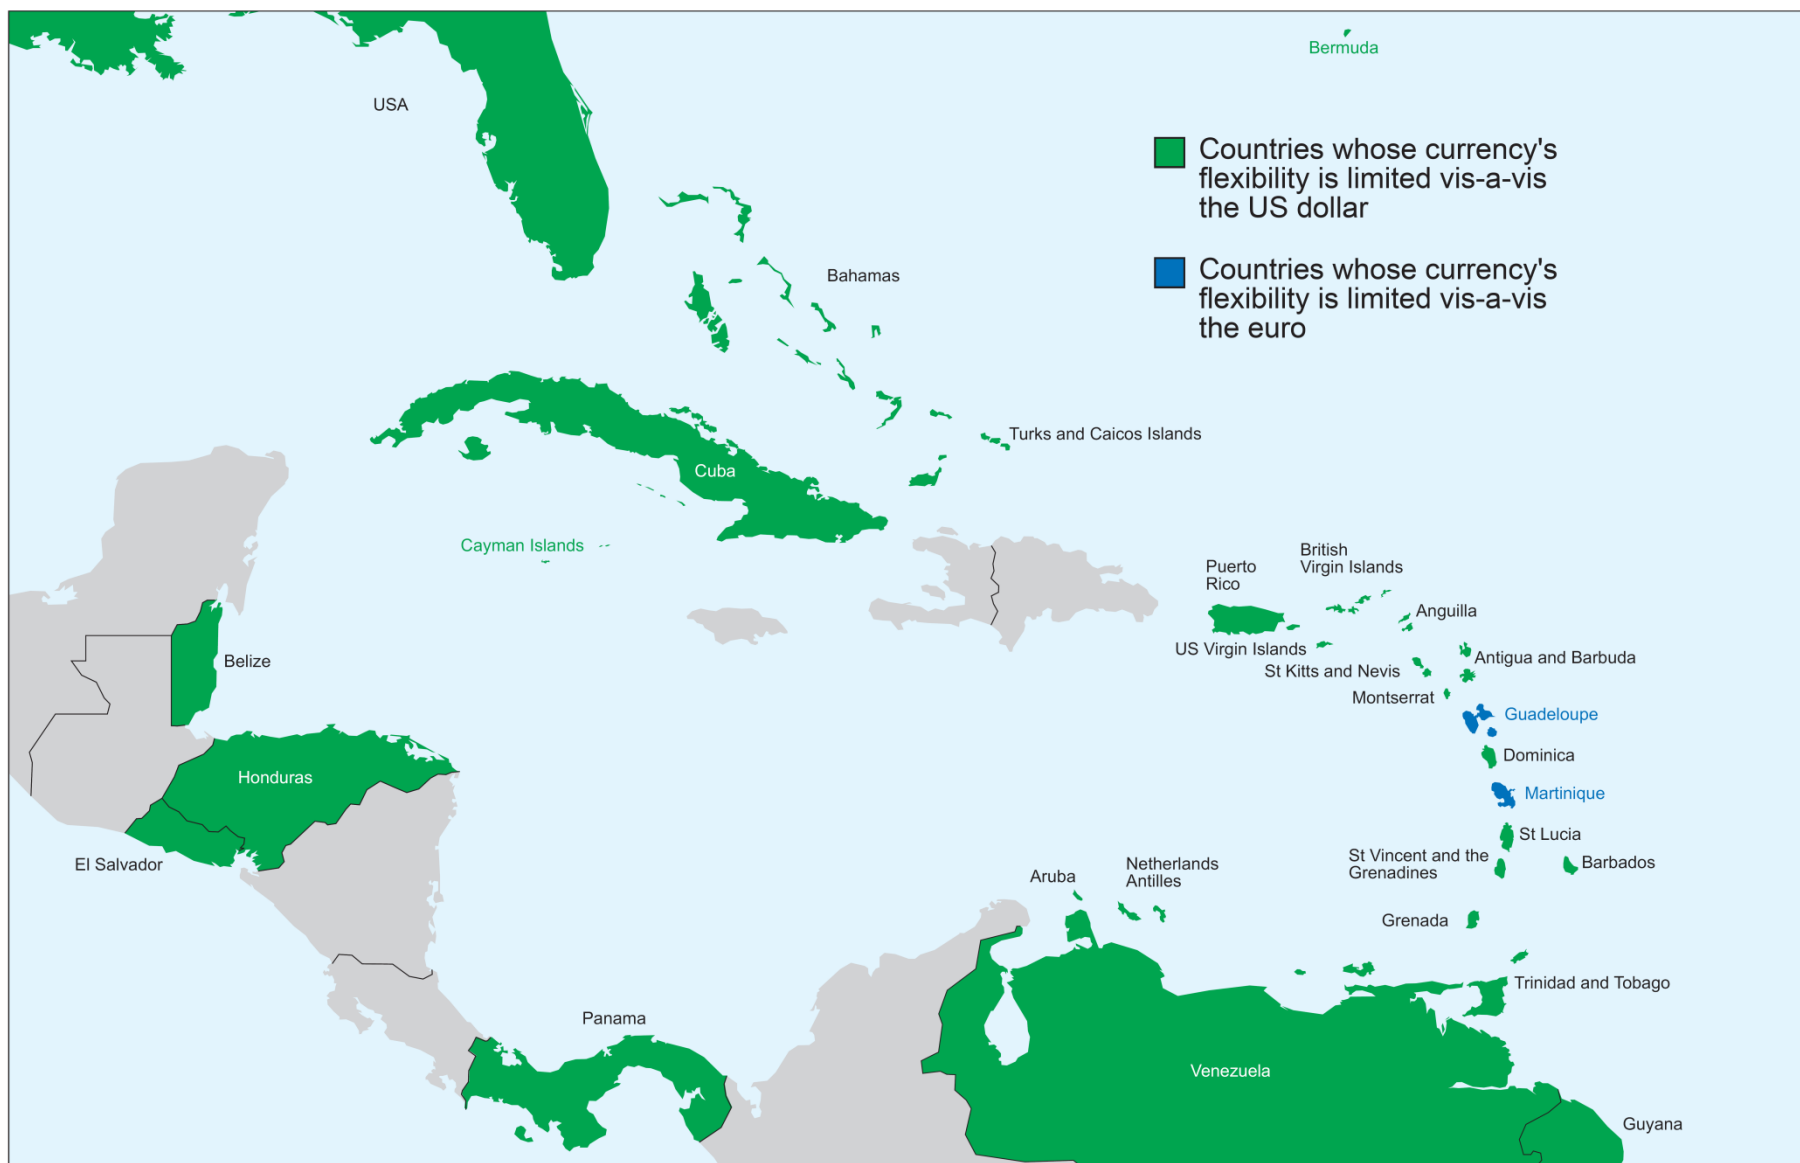 Bermuda
USA
Countries whose currency's
flexibility is limited vis-a-vis
the US dollar
Countries whose currency's
flexibility is limited vis-a-vis
the euro
Bahamas
Turks and Caicos Islands
Cuba
Cayman Islands
British
Virgin Islands
Puerto
Rico
Anguilla
US Virgin Islands
Antigua and Barbuda
St Kitts and Nevis
Montserrat
Belize
Guadeloupe
Dominica
Honduras
Martinique
St Lucia
El Salvador
St Vincent and the
Grenadines
Barbados
Netherlands
Antilles
Aruba
Grenada
Trinidad and Tobago
Panama
Venezuela
Guyana